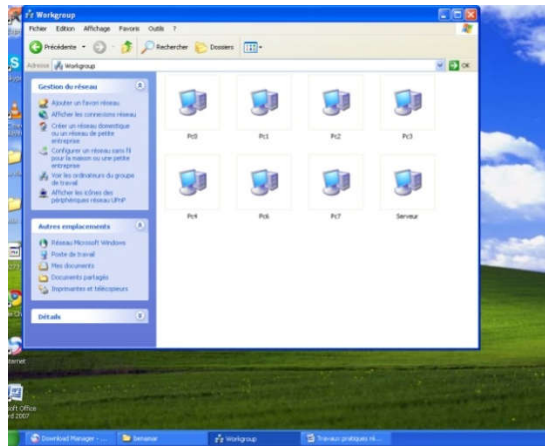 Workgroup
Fichier Edition Affichage Favoris Outils ?
Précédente Rechercher Dossiers
Adresse Workgroup OK
Gestion du réseau
Ajouter un favori réseau
Afficher les connexions réseau
Créer un réseau domestique
ou un réseau de petite
entreprise
Configurer un réseau sans fil
pour la maison ou une petite
entreprise
Voir les ordinateurs du groupe
de travail
Afficher les icônes des
périphériques réseau UPnP
Autres emplacements
Réseau Microsoft Windows
Poste de travail
Mes documents
Documents partagés
Imprimantes et télécopieurs
Détails
Pc0 Pc1 Pc2 Pc3
Pc4 Pc6 Pc7 Serveur
Office
2007
Download Manager - ... Workgroup Travaux pratiques ré...